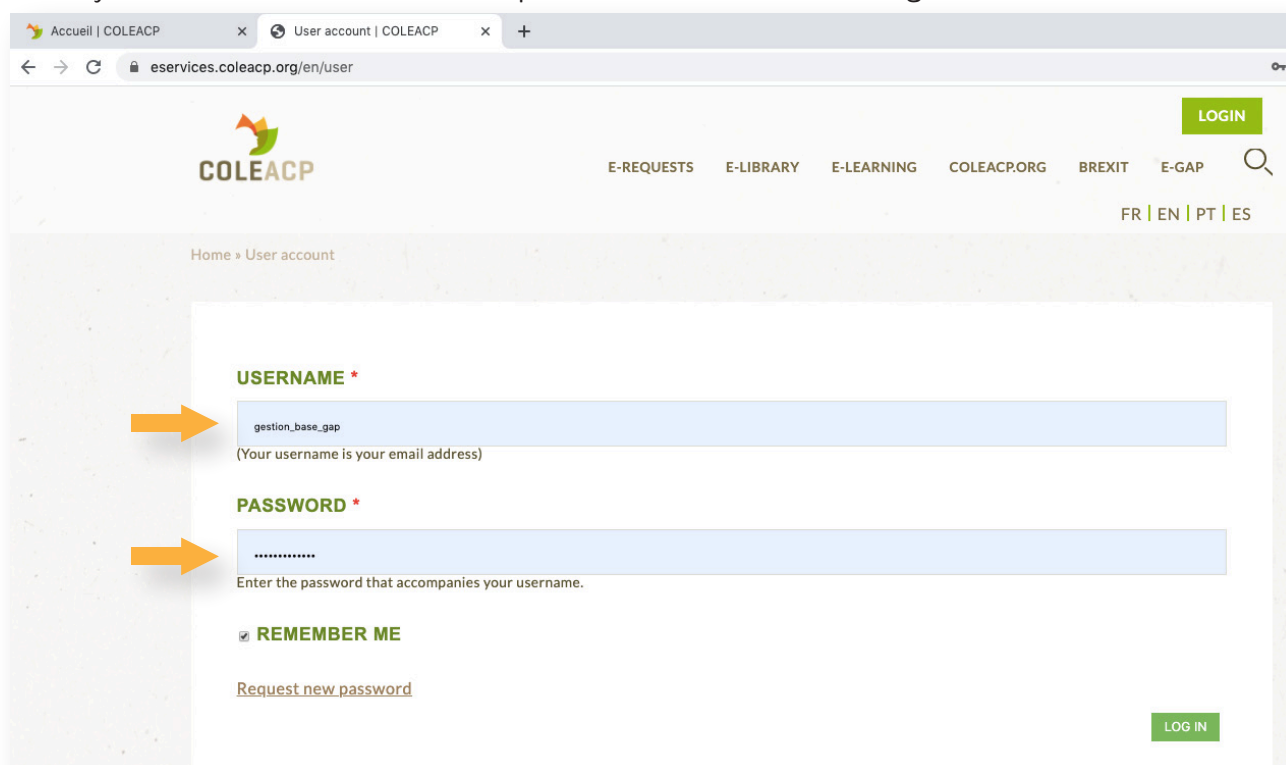 Accueil | COLEACP User account | COLEACP
eservices.coleacp.org/en/user
LOGIN
COLEACP
E-REQUESTS E-LIBRARY E-LEARNING COLEACP.ORG BREXIT E-GAP
FR | EN | PT | ES
Home » User account
USERNAME *
gestion_base_gap
(Your username is your email address)
PASSWORD *
•••••••••••••
Enter the password that accompanies your username.
REMEMBER ME
Request new password
LOG IN